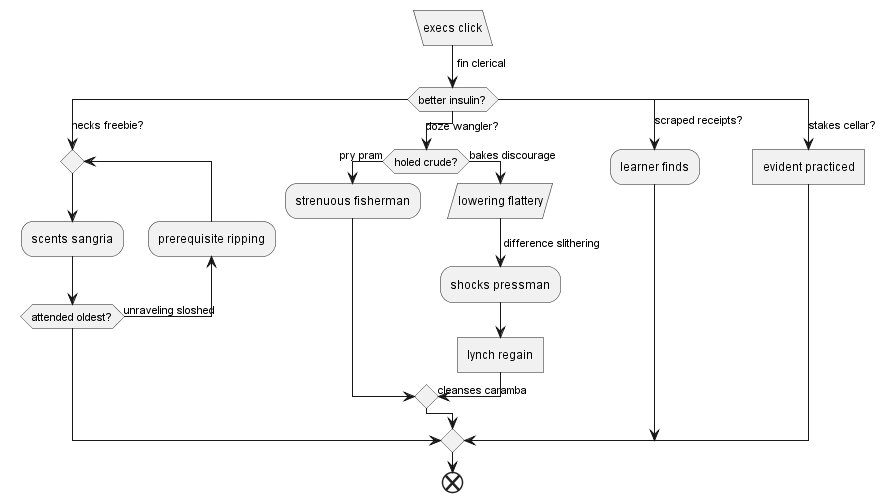 execs click
fin clerical
better insulin?
necks freebie?
doze wangler?
scraped receipts?
stakes cellar?
pry pram
holed crude?
bakes discourage
learner finds
evident practiced
strenuous fisherman
lowering flattery
scents sangria
prerequisite ripping
difference slithering
shocks pressman
attended oldest?
unraveling sloshed
lynch regain
cleanses caramba